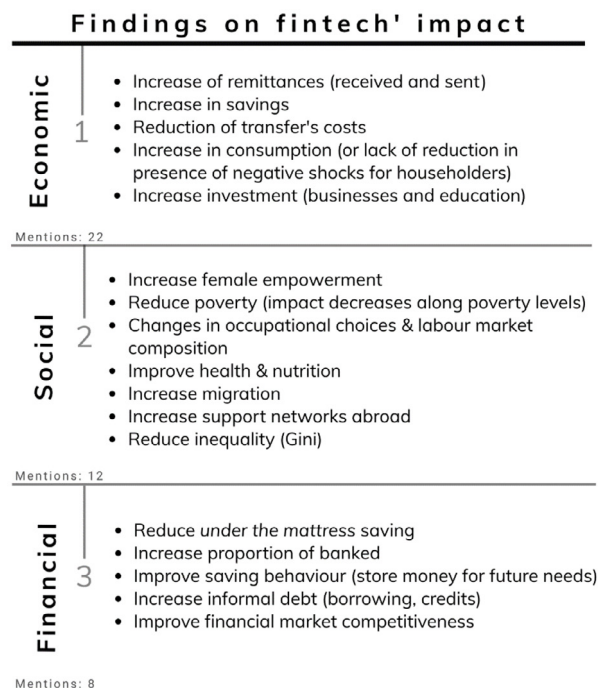 Findings on fintech' impact
Economic
1
• Increase of remittances (received and sent)
• Increase in savings
• Reduction of transfer's costs
• Increase in consumption (or lack of reduction in
presence of negative shocks for householders)
• Increase investment (businesses and education)
Mentions: 22
Social
2
• Increase female empowerment
• Reduce poverty (impact decreases along poverty levels)
• Changes in occupational choices & labour market
composition
• Improve health & nutrition
• Increase migration
• Increase support networks abroad
• Reduce inequality (Gini)
Mentions: 12
Financial
3
• Reduce under the mattress saving
• Increase proportion of banked
• Improve saving behaviour (store money for future needs)
• Increase informal debt (borrowing, credits)
• Improve financial market competitiveness
Mentions: 8